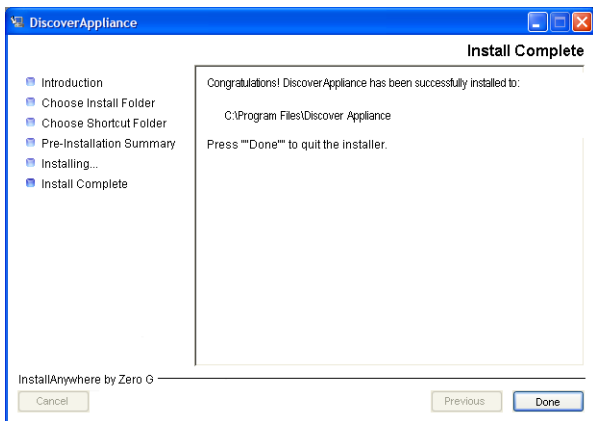 DiscoverAppliance
Install Complete
Introduction
Choose Install Folder
Choose Shortcut Folder
Pre-Installation Summary
Installing...
Install Complete
Congratulations! DiscoverAppliance has been successfully installed to:
C:\Program Files\Discover Appliance
Press ""Done"" to quit the installer.
InstallAnywhere by Zero G
Cancel
Previous
Done